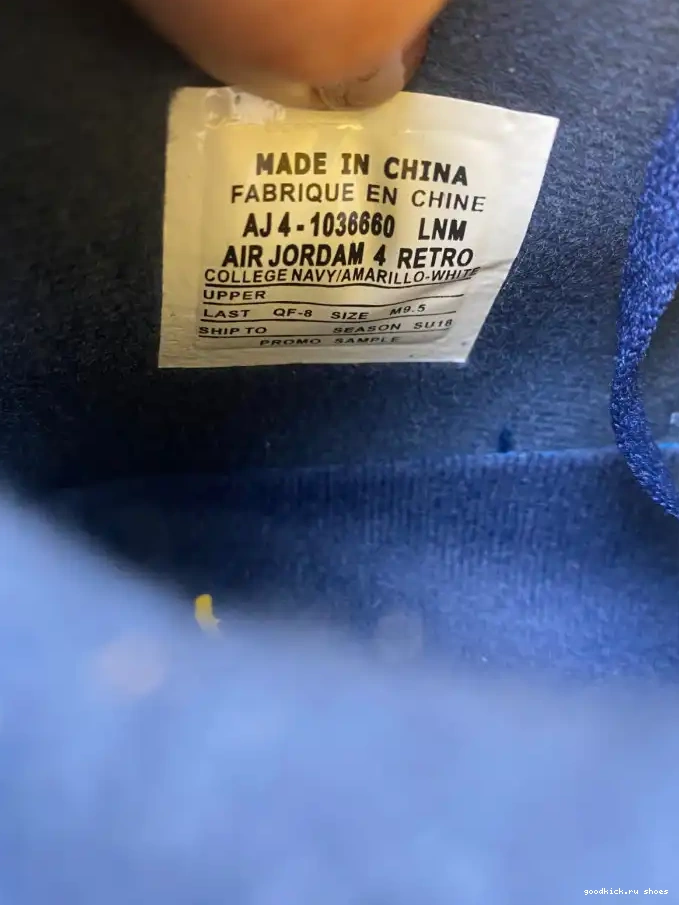 MADE IN CHINA
FABRIQUE EN CHINE
AJ 4-1036660 LNM
AIR JORDAM 4 RETRO
COLLEGE NAVY/AMARILLO-WHITE
UPPER
LAST QF-8 SIZE M9.5
SHIP TO SEASON SU18
PROMO SAMPLE
goodkick.ru shoes